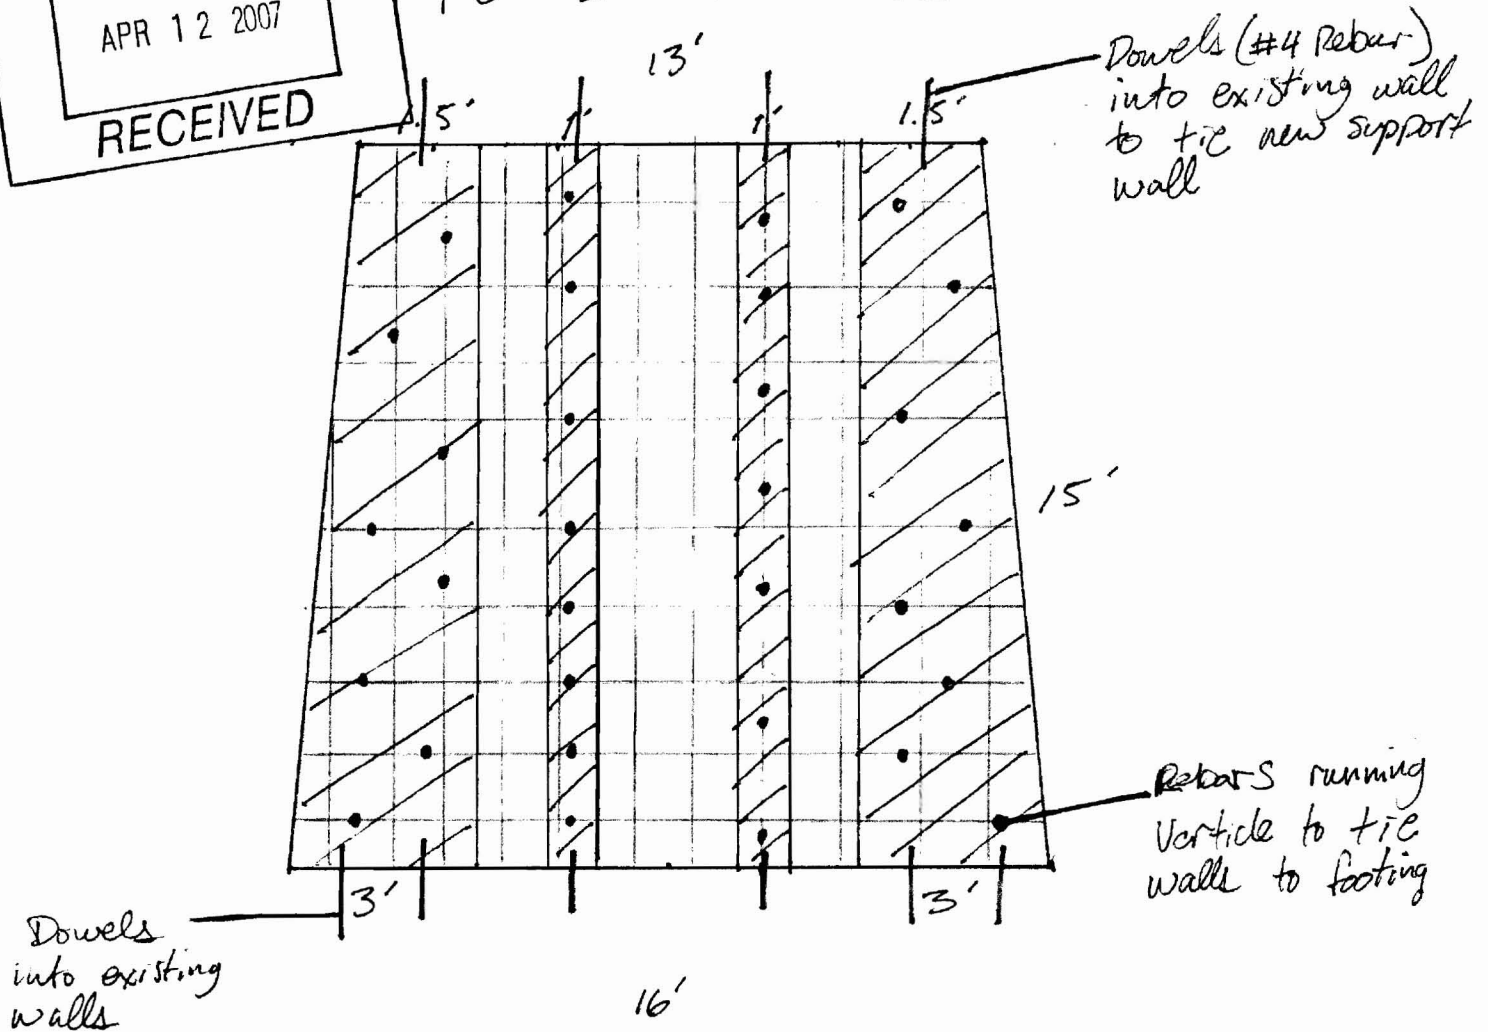 APR 12 2007
RECEIVED
13'
Dowels (#4 Rebar)
into existing wall
to tie new support
wall
1.5'
1'
1'
1.5'
15'
Rebars running
Verticle to tie
walls to footing
3'
3'
Dowels
into existing
walls
16'